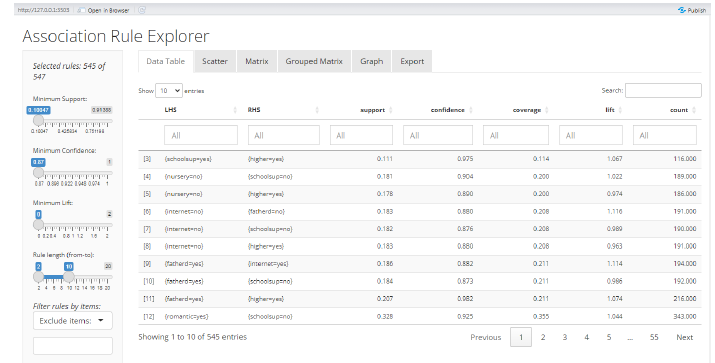 http://127.0.0.1:5503 Open in Browser Publish
Association Rule Explorer
Selected rules: 545 of
547
Minimum Support:
0.10047 0.91388
0.10047 0.425834 0.751198
Minimum Confidence:
0.87 1
0.87 0.896 0.922 0.948 0.974 1
Minimum Lift:
0 2
0 0.2 0.4 0.8 1 1.2 1.6 2
Rule length (from-to):
2 10 20
2 4 6 8 10 12 14 16 18 20
Filter rules by items:
Exclude items:
Data Table Scatter Matrix Grouped Matrix Graph Export
Show 10 entries Search:
LHS RHS support confidence coverage lift count
All All All All All All All
[3] {schoolsup=yes} {higher=yes} 0.111 0.975 0.114 1.067 116.000
[4] {nursery=no} {schoolsup=no} 0.181 0.904 0.200 1.022 189.000
[5] {nursery=no} {higher=yes} 0.178 0.890 0.200 0.974 186.000
[6] {internet=no} {fatherd=no} 0.183 0.880 0.208 1.116 191.000
[7] {internet=no} {schoolsup=no} 0.182 0.876 0.208 0.989 190.000
[8] {internet=no} {higher=yes} 0.183 0.880 0.208 0.963 191.000
[9] {fatherd=yes} {internet=yes} 0.186 0.882 0.211 1.114 194.000
[10] {fatherd=yes} {schoolsup=no} 0.184 0.873 0.211 0.986 192.000
[11] {fatherd=yes} {higher=yes} 0.207 0.982 0.211 1.074 216.000
[12] {romantic=yes} {schoolsup=no} 0.328 0.925 0.355 1.044 343.000
Showing 1 to 10 of 545 entries Previous 1 2 3 4 5 ... 55 Next